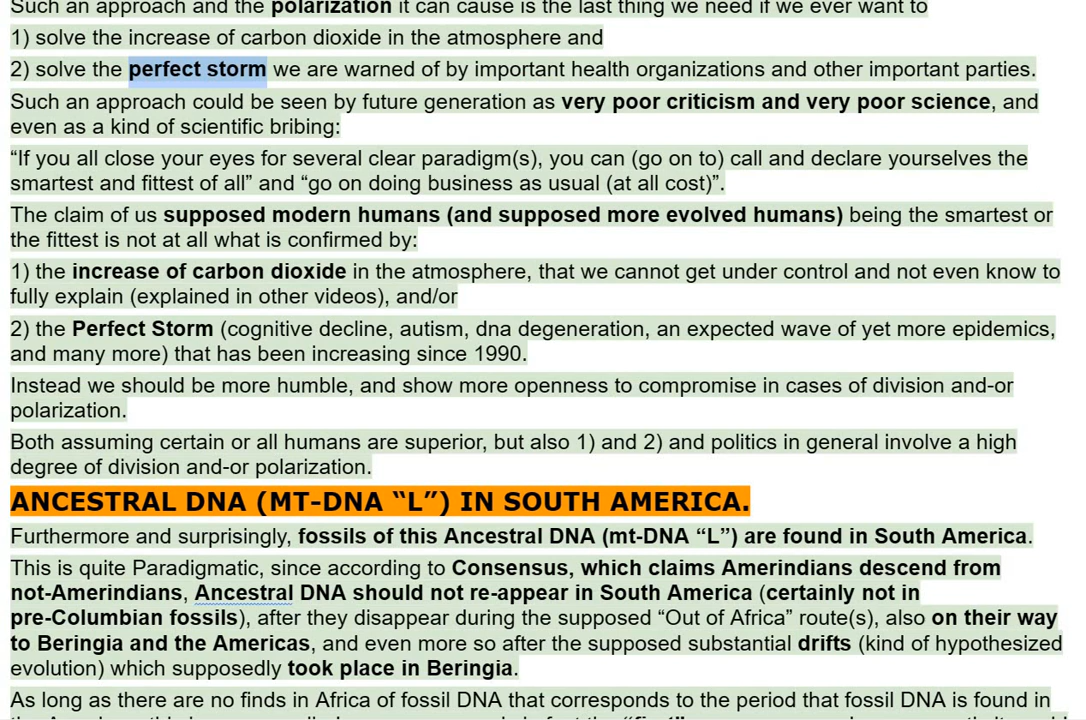 Such an approach and the polarization it can cause is the last thing we need if we ever want to
1) solve the increase of carbon dioxide in the atmosphere and
2) solve the perfect storm we are warned of by important health organizations and other important parties.
Such an approach could be seen by future generation as very poor criticism and very poor science, and
even as a kind of scientific bribing:
“If you all close your eyes for several clear paradigm(s), you can (go on to) call and declare yourselves the
smartest and fittest of all” and “go on doing business as usual (at all cost)”.
The claim of us supposed modern humans (and supposed more evolved humans) being the smartest or
the fittest is not at all what is confirmed by:
1) the increase of carbon dioxide in the atmosphere, that we cannot get under control and not even know to
fully explain (explained in other videos), and/or
2) the Perfect Storm (cognitive decline, autism, dna degeneration, an expected wave of yet more epidemics,
and many more) that has been increasing since 1990.
Instead we should be more humble, and show more openness to compromise in cases of division and-or
polarization.
Both assuming certain or all humans are superior, but also 1) and 2) and politics in general involve a high
degree of division and-or polarization.
ANCESTRAL DNA (MT-DNA “L”) IN SOUTH AMERICA.
Furthermore and surprisingly, fossils of this Ancestral DNA (mt-DNA “L”) are found in South America.
This is quite Paradigmatic, since according to Consensus, which claims Amerindians descend from
not-Amerindians, Ancestral DNA should not re-appear in South America (certainly not in
pre-Columbian fossils), after they disappear during the supposed “Out of Africa” route(s), also on their way
to Beringia and the Americas, and even more so after the supposed substantial drifts (kind of hypothesized
evolution) which supposedly took place in Beringia.
As long as there are no finds in Africa of fossil DNA that corresponds to the period that fossil DNA is found in